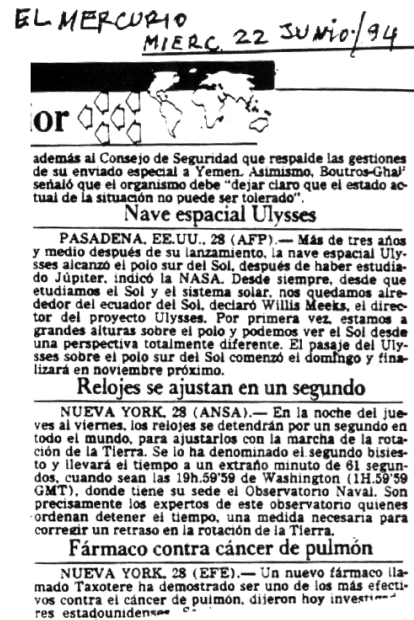 EL MERCURIO
MIERC. 22 JUNIO/94
or
además al Consejo de Seguridad que respalde las gestiones
de su enviado especial a Yemen. Asimismo, Boutros-Ghali
señaló que el organismo debe “dejar claro que el estado ac-
tual de la situación no puede ser tolerado”.
Nave espacial Ulysses
PASADENA, EE.UU., 28 (AFP).— Más de tres años
y medio después de su lanzamiento, la nave espacial Uly-
sses alcanzó el polo sur del Sol, después de haber estudia-
do Júpiter, indicó la NASA. Desde siempre, desde que
etudiamos el Sol y el sistema solar, nos quedamos alre-
dedor del ecuador del Sol, declaró Willis Meeks, el direc-
tor del proyecto Ulysses. Por primera vez, estamos a
grandes alturas sobre el polo y podemos ver el Sol desde
una perspectiva totalmente diferente. El pasaje del Uly-
sses sobre el polo sur del Sol comenzó el domingo y fina-
lizará en noviembre próximo.
Relojes se ajustan en un segundo
NUEVA YORK, 28 (ANSA).— En la noche del jue-
ves al viernes, los relojes se detendrán por un segundo en
todo el mundo, para ajustarlos con la marcha de la rota-
ción de la Tierra. Se lo ha denominado el segundo bisies-
to y llevará el tiempo a un extraño minuto de 61 segun-
dos, cuando sean las 19h.59'59 de Washington (1H.59'59
GMT), donde tiene su sede el Observatorio Naval. Son
precisamente los expertos de este observatorio quienes
ordenan detener el tiempo, una medida necesaria para
corregir un retraso en la rotación de la Tierra.
Fármaco contra cáncer de pulmón
NUEVA YORK, 28 (EFE).— Un nuevo fármaco lla-
mado Taxotere ha demostrado ser uno de los más efecti-
vos contra el cáncer de pulmón, dijeron hoy
res estadounidenses